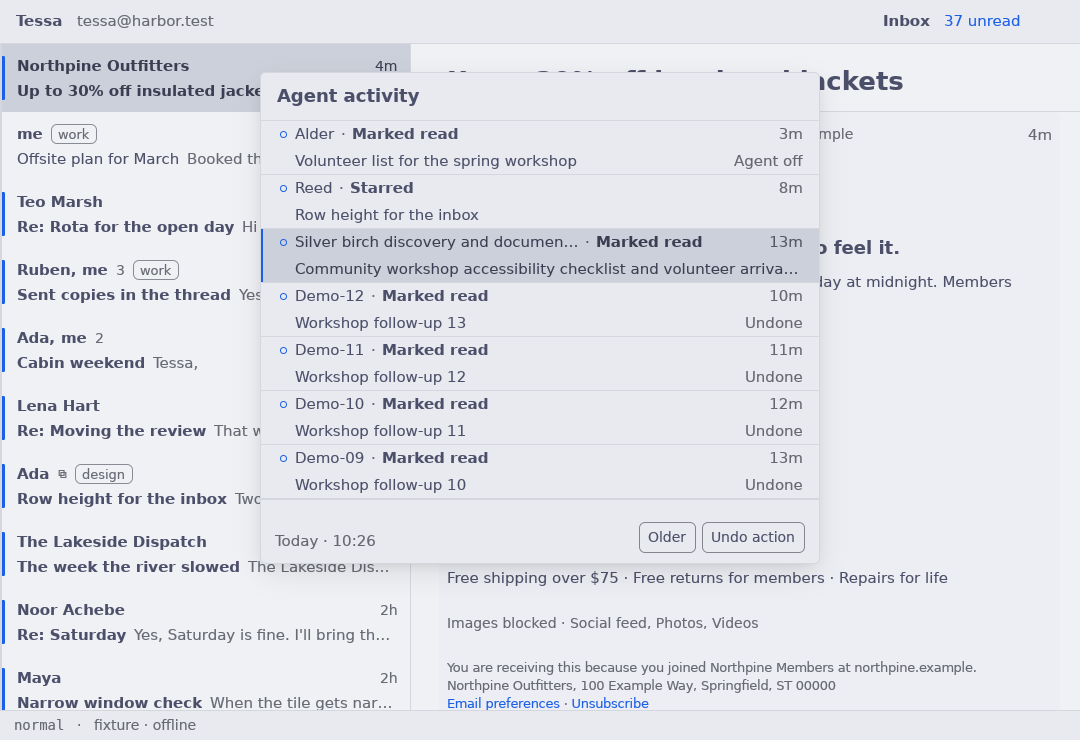 Tessa tessa@harbor.test Inbox 37 unread
Northpine Outfitters 4m
Up to 30% off insulated
me work
Offsite plan for March Booked
Teo Marsh
Re: Rota for the open day Hi
Ruben, me 3 work
Sent copies in the thread Yes
Ada, me 2
Cabin weekend Tessa,
Lena Hart
Re: Moving the review That
Ada design
Row height for the inbox Two
The Lakeside Dispatch
The week the river slowed The Lakeside Dis…
Noor Achebe 2h
Re: Saturday Yes, Saturday is fine. I'll bring th…
Maya 2h
Narrow window check When the tile gets nar…
Agent activity
Alder · Marked read 3m
Volunteer list for the spring workshop Agent off
Reed · Starred 8m
Row height for the inbox
Silver birch discovery and documen… · Marked read 13m
Community workshop accessibility checklist and volunteer arriva…
Demo-12 · Marked read 10m
Workshop follow-up 13 Undone
Demo-11 · Marked read 11m
Workshop follow-up 12 Undone
Demo-10 · Marked read 12m
Workshop follow-up 11 Undone
Demo-09 · Marked read 13m
Workshop follow-up 10 Undone
Today · 10:26 Older Undo action
4m
feel it.
at midnight. Members
Free shipping over $75 · Free returns for members · Repairs for life
Images blocked · Social feed, Photos, Videos
You are receiving this because you joined Northpine Members at northpine.example.
Northpine Outfitters, 100 Example Way, Springfield, ST 00000
Email preferences · Unsubscribe
normal · fixture · offline